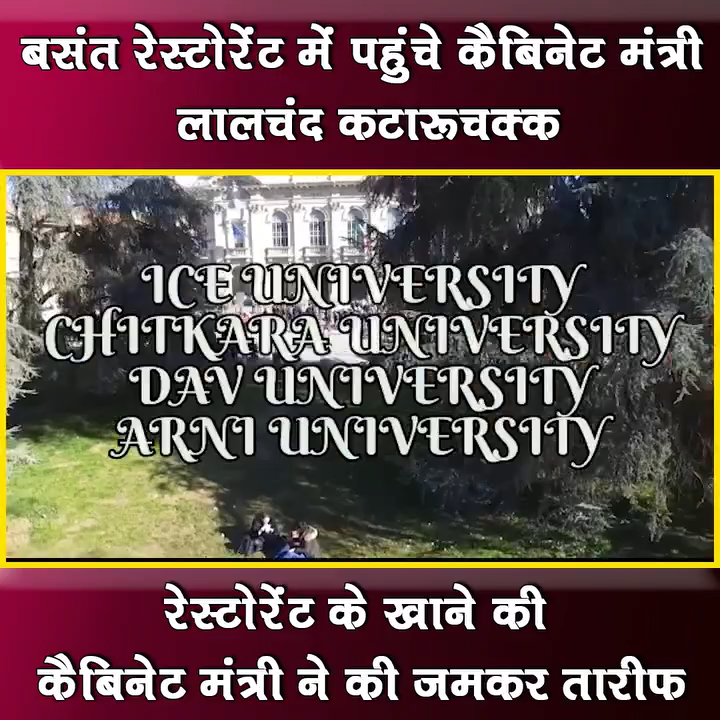 बसंत रेस्टोरेंट में पहुंचे कैबिनेट मंत्री
लालचंद कटारूचक्क
ICE UNIVERSITY
CHITKARA UNIVERSITY
DAV UNIVERSITY
ARNI UNIVERSITY
रेस्टोरेंट के खाने की
कैबिनेट मंत्री ने की जमकर तारीफ